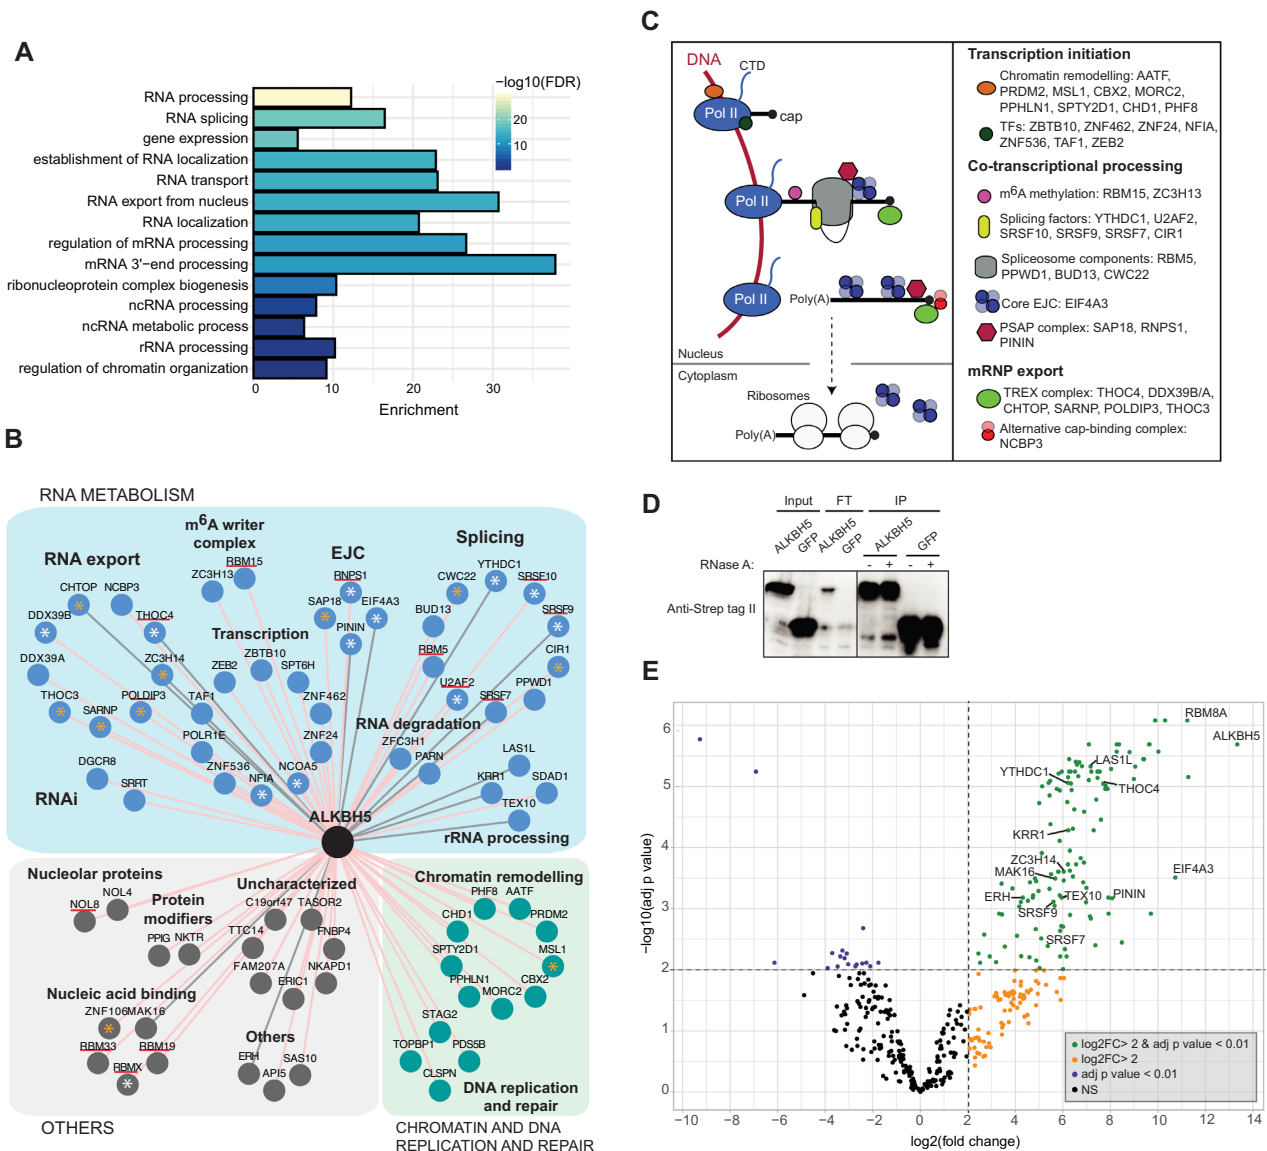 A
−log10(FDR)
20
10
RNA processing
RNA splicing
gene expression
establishment of RNA localization
RNA transport
RNA export from nucleus
RNA localization
regulation of mRNA processing
mRNA 3'−end processing
ribonucleoprotein complex biogenesis
ncRNA processing
ncRNA metabolic process
rRNA processing
regulation of chromatin organization
0 10 20 30
Enrichment
B
RNA METABOLISM
m6A writer
complex
RNA export
EJC
Splicing
CHTOP NCBP3
ZC3H13 RBM15
RNPS1
CWC22 YTHDC1 SRSF10
DDX39B THOC4
SAP18 EIF4A3
BUD13 SRSF9
Transcription
PININ
DDX39A ZC3H14
ZEB2 ZBTB10 SPT6H
RBM5 CIR1
THOC3 SARNP POLDIP3 TAF1
ZNF462
U2AF2 SRSF7 PPWD1
RNA degradation
POLR1E ZNF24
ZFC3H1 PARN LAS1L
DGCR8 SRRT ZNF536 NFIA NCOA5
KRR1 SDAD1
RNAi
TEX10
ALKBH5
rRNA processing
Nucleolar proteins
NOL8 NOL4
Protein
modifiers
PPIG NKTR
Uncharacterized
C19orf47 TASOR2
TTC14 FNBP4
FAM207A ERIC1 NKAPD1
Nucleic acid binding
ZNF106 MAK16
RBM33 RBM19
RBMX
Others
ERH API5 SAS10
Chromatin remodelling
PHF8 AATF
CHD1 PRDM2
SPTY2D1 MSL1
PPHLN1 MORC2 CBX2
STAG2
TOPBP1 PDS5B
CLSPN
DNA replication
and repair
OTHERS
CHROMATIN AND DNA
REPLICATION AND REPAIR
C
DNA
CTD
Pol II
cap
Pol II
Pol II
Poly(A)
Nucleus
Cytoplasm
Ribosomes
Poly(A)
Transcription initiation
Chromatin remodelling: AATF,
PRDM2, MSL1, CBX2, MORC2,
PPHLN1, SPTY2D1, CHD1, PHF8
TFs: ZBTB10, ZNF462, ZNF24, NFIA,
ZNF536, TAF1, ZEB2
Co-transcriptional processing
m6A methylation: RBM15, ZC3H13
Splicing factors: YTHDC1, U2AF2,
SRSF10, SRSF9, SRSF7, CIR1
Spliceosome components: RBM5,
PPWD1, BUD13, CWC22
Core EJC: EIF4A3
PSAP complex: SAP18, RNPS1,
PININ
mRNP export
TREX complex: THOC4, DDX39B/A,
CHTOP, SARNP, POLDIP3, THOC3
Alternative cap-binding complex:
NCBP3
D
Input FT IP
ALKBH5 GFP ALKBH5 GFP ALKBH5 GFP
RNase A: - + - +
Anti-Strep tag II
E
−log10(adj p value)
6
5
4
3
2
1
0
RBM8A
ALKBH5
LAS1L
YTHDC1
THOC4
KRR1
ZC3H14
MAK16
EIF4A3
ERH
TEX10
PININ
SRSF9
SRSF7
log2FC> 2 & adj p value < 0.01
log2FC> 2
adj p value < 0.01
NS
−10 −8 −6 −4 −2 0 2 4 6 8 10 12 14
log2(fold change)